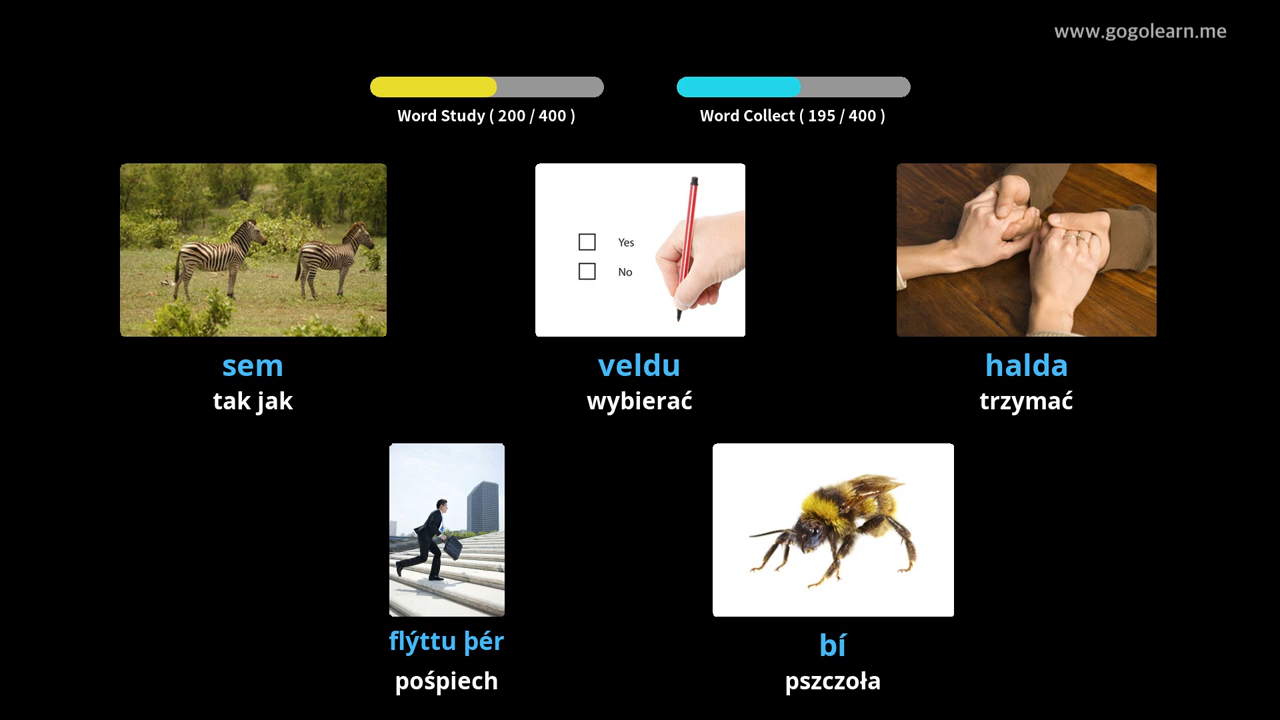 www.gogolearn.me
Word Study ( 200 / 400 )
Word Collect ( 195 / 400 )
Yes
No
sem
tak jak
veldu
wybierać
halda
trzymać
flýttu þér
pośpiech
bí
pszczoła